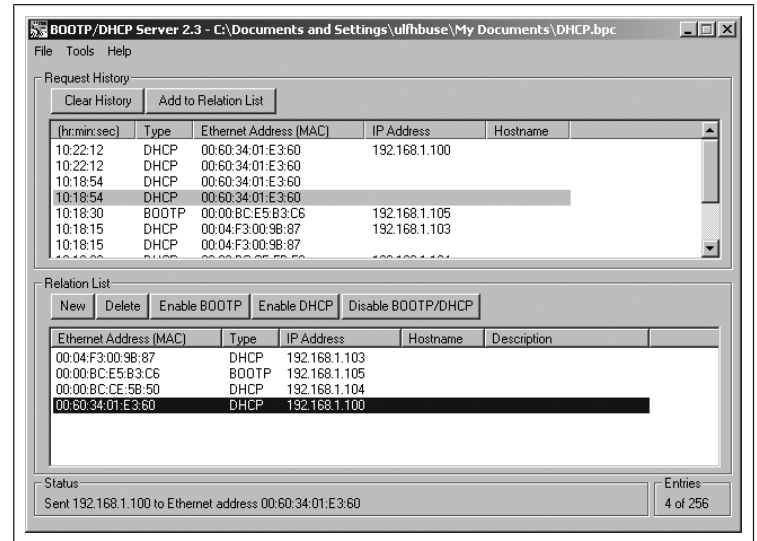 BOOTP/DHCP Server 2.3 - C:\Documents and Settings\ulfhbuse\My Documents\DHCP.bpc
File Tools Help
Request History
Clear History Add to Relation List
(hr:min:sec) Type Ethernet Address (MAC) IP Address Hostname
10:22:12 DHCP 00:60:34:01:E3:60 192.168.1.100
10:22:12 DHCP 00:60:34:01:E3:60
10:18:54 DHCP 00:60:34:01:E3:60
10:18:54 DHCP 00:60:34:01:E3:60
10:18:30 BOOTP 00:00:BC:E5:B3:C6 192.168.1.105
10:18:15 DHCP 00:04:F3:00:9B:87 192.168.1.103
10:18:15 DHCP 00:04:F3:00:9B:87
Relation List
New Delete Enable BOOTP Enable DHCP Disable BOOTP/DHCP
Ethernet Address (MAC) Type IP Address Hostname Description
00:04:F3:00:9B:87 DHCP 192.168.1.103
00:00:BC:E5:B3:C6 BOOTP 192.168.1.105
00:00:BC:CE:5B:50 DHCP 192.168.1.104
00:60:34:01:E3:60 DHCP 192.168.1.100
Status
Sent 192.168.1.100 to Ethernet address 00:60:34:01:E3:60
Entries
4 of 256